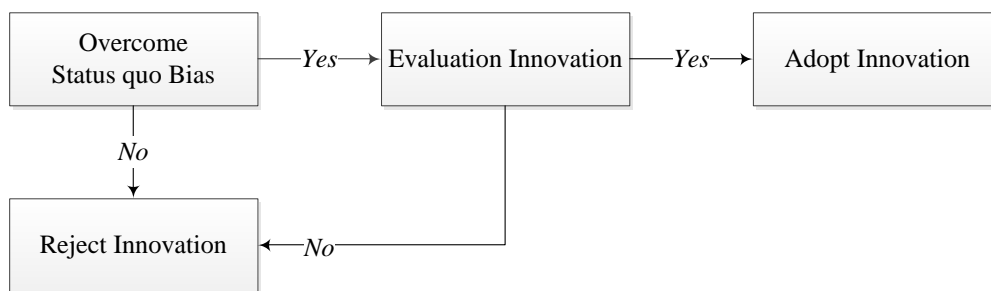 Overcome
Status quo Bias
Yes
Evaluation Innovation
Yes
Adopt Innovation
No
Reject Innovation
No